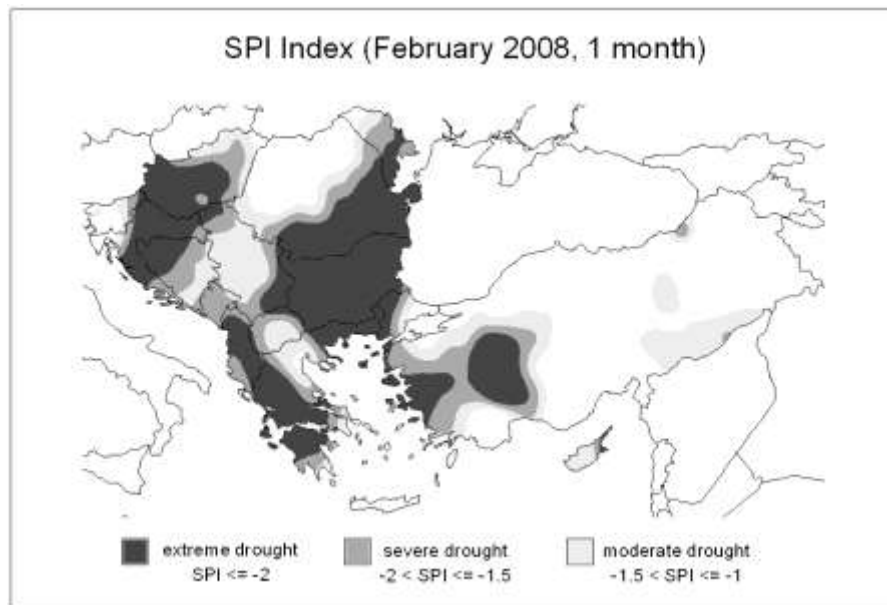 SPI Index (February 2008, 1 month)
extreme drought
SPI <= -2
severe drought
-2 < SPI <= -1.5
moderate drought
-1.5 < SPI <= -1